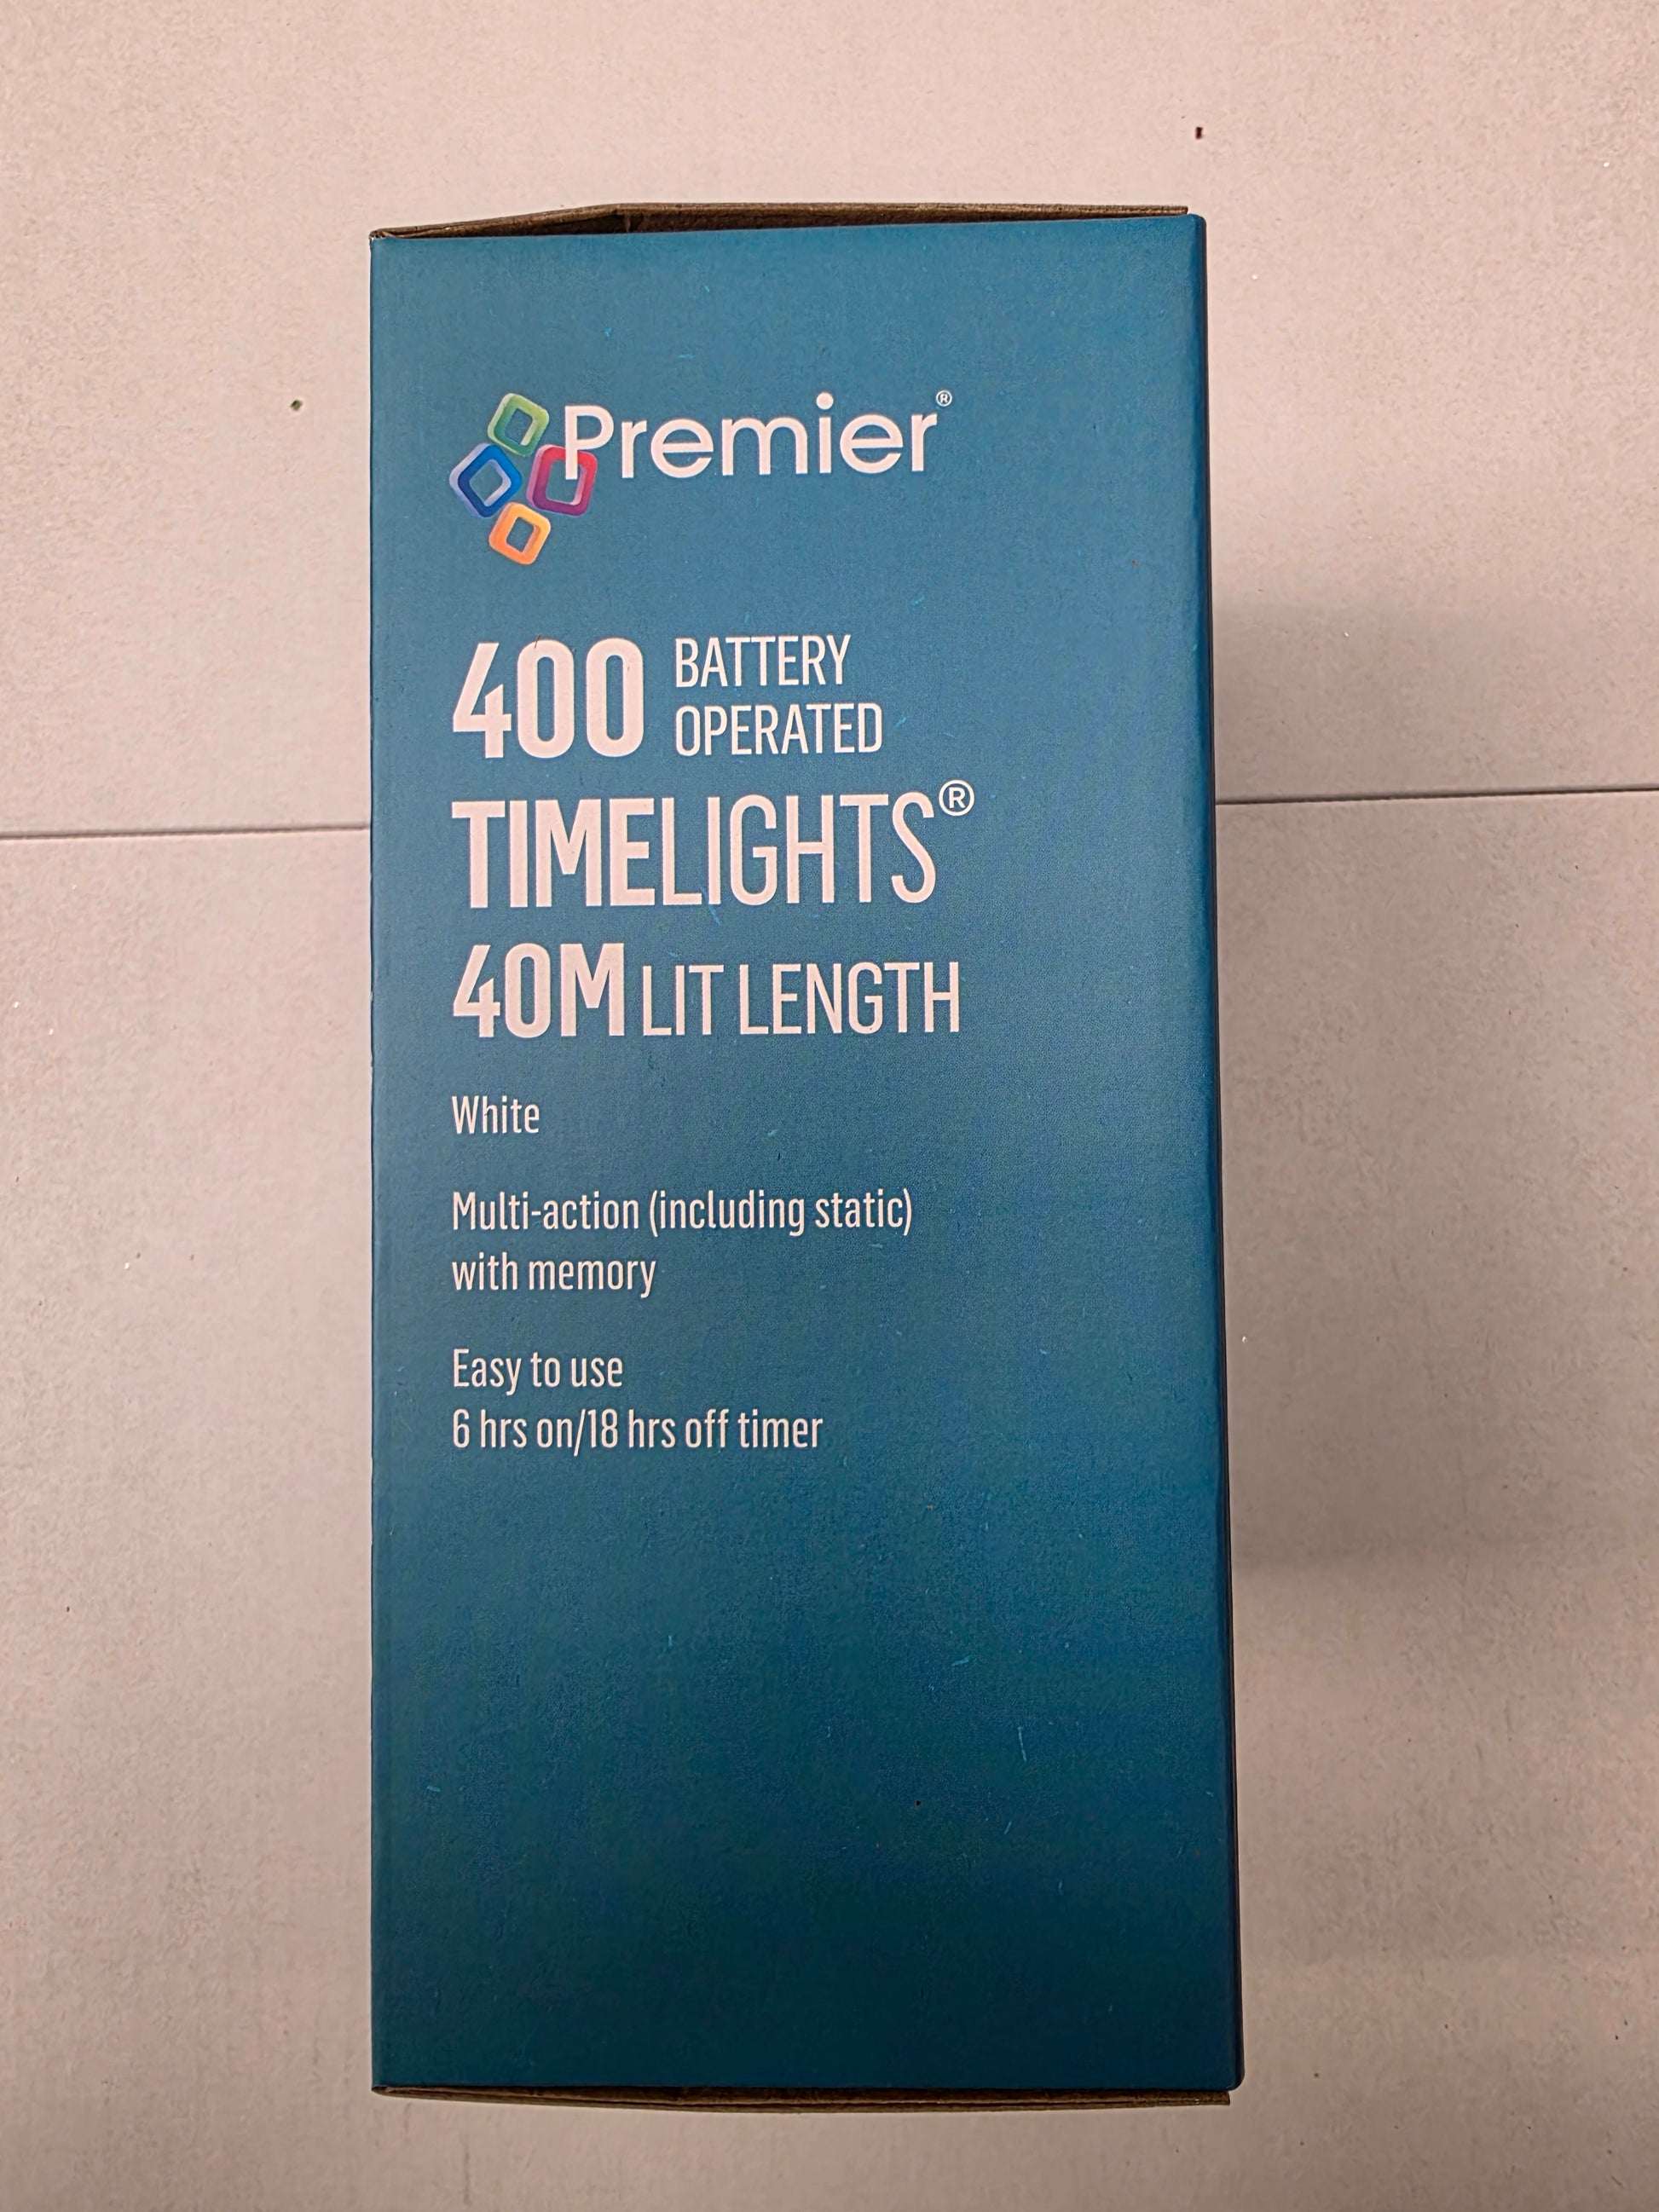 Premier®
400 BATTERY
OPERATED
TIMELIGHTS®
40M LIT LENGTH
White
Multi-action (including static)
with memory
Easy to use
6 hrs on/18 hrs off timer